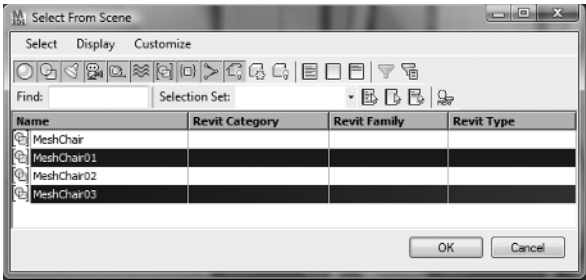 Select From Scene
Select Display Customize
Find: Selection Set:
Name Revit Category Revit Family Revit Type
MeshChair
MeshChair01
MeshChair02
MeshChair03
OK Cancel